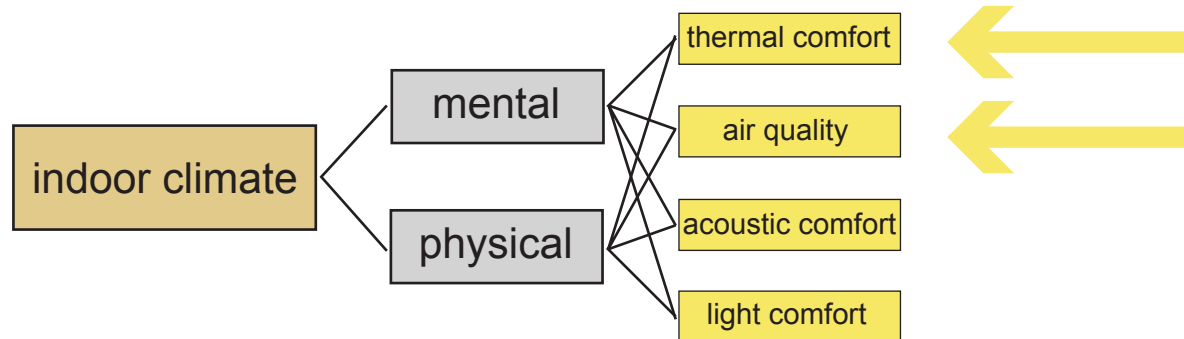 indoor climate
mental
physical
thermal comfort
air quality
acoustic comfort
light comfort